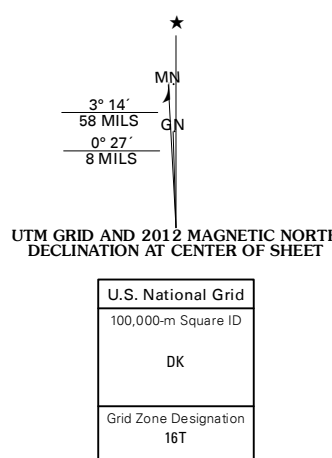 ★
MN
3° 14´
58 MILS
GN
0° 27´
8 MILS
UTM GRID AND 2012 MAGNETIC NORTH
DECLINATION AT CENTER OF SHEET
U.S. National Grid
100,000-m Square ID
DK
Grid Zone Designation
16T